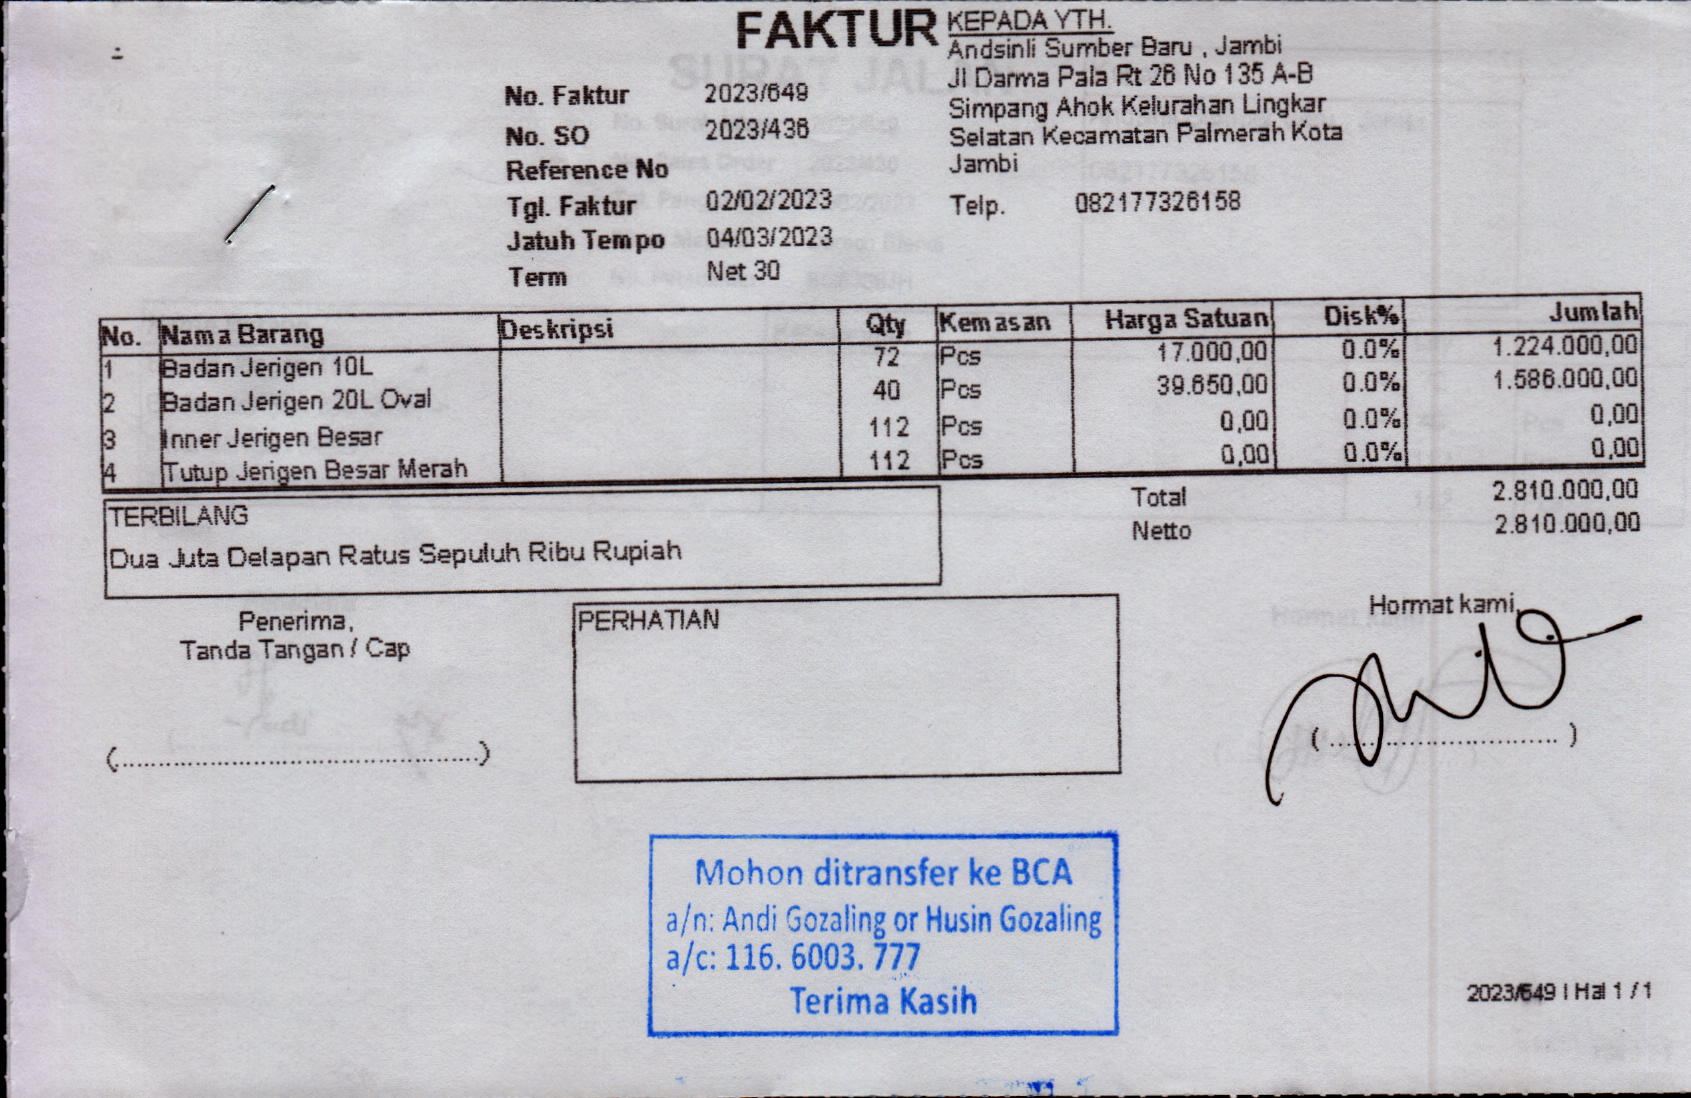 FAKTUR
KEPADA YTH.
Andsinli Sumber Baru , Jambi
Jl Darma Pala Rt 26 No 135 A-B
Simpang Ahok Kelurahan Lingkar
Selatan Kecamatan Palmerah Kota
Jambi
Telp. 082177326158
No. Faktur 2023/649
No. SO 2023/436
Reference No
Tgl. Faktur 02/02/2023
Jatuh Tempo 04/03/2023
Term Net 30
No. Nama Barang Deskripsi Qty Kemasan Harga Satuan Disk% Jumlah
1 Badan Jerigen 10L 72 Pcs 17.000,00 0.0% 1.224.000,00
2 Badan Jerigen 20L Oval 40 Pcs 39.650,00 0.0% 1.586.000,00
3 Inner Jerigen Besar 112 Pcs 0,00 0.0% 0,00
4 Tutup Jerigen Besar Merah 112 Pcs 0,00 0.0% 0,00
Total 2.810.000,00
Netto 2.810.000,00
TERBILANG
Dua Juta Delapan Ratus Sepuluh Ribu Rupiah
Penerima,
Tanda Tangan / Cap
(..................................................)
PERHATIAN
Hormat kami,
( .................................. )
Mohon ditransfer ke BCA
a/n: Andi Gozaling or Husin Gozaling
a/c: 116. 6003. 777
Terima Kasih
2023/649 | Hal 1 / 1